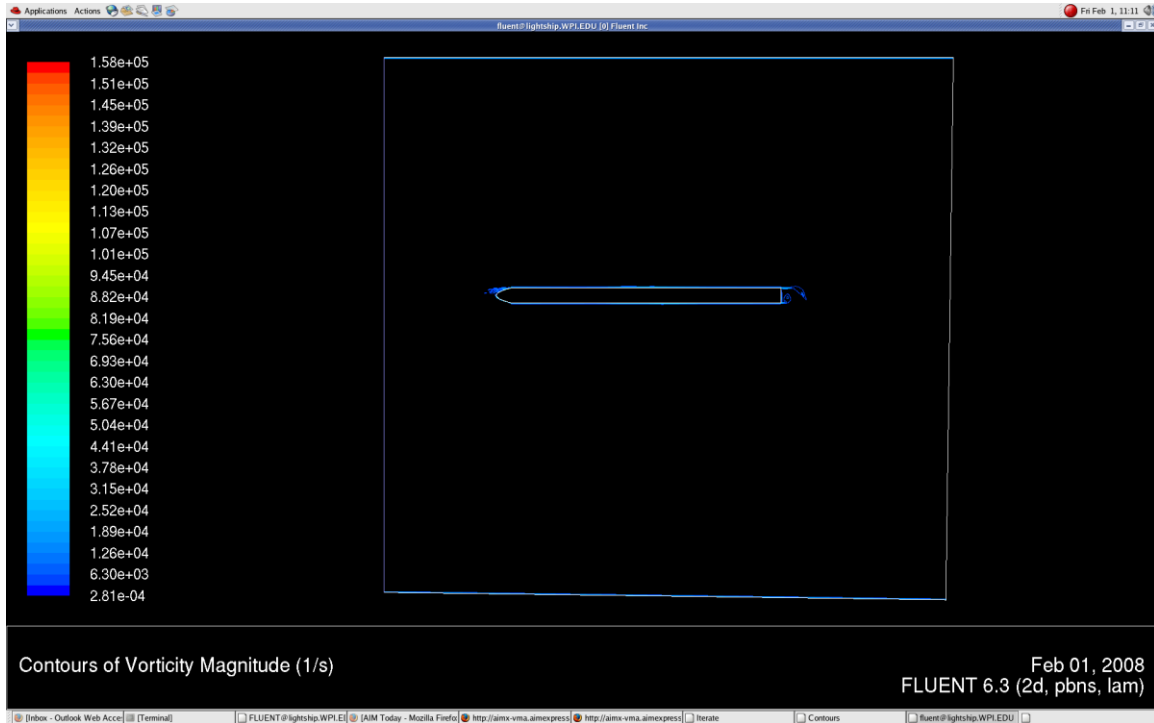 Applications Actions
Fri Feb 1, 11:11
fluent@lightship.WPI.EDU [0] Fluent Inc
1.58e+05
1.51e+05
1.45e+05
1.39e+05
1.32e+05
1.26e+05
1.20e+05
1.13e+05
1.07e+05
1.01e+05
9.45e+04
8.82e+04
8.19e+04
7.56e+04
6.93e+04
6.30e+04
5.67e+04
5.04e+04
4.41e+04
3.78e+04
3.15e+04
2.52e+04
1.89e+04
1.26e+04
6.30e+03
2.81e-04
Contours of Vorticity Magnitude (1/s)
Feb 01, 2008
FLUENT 6.3 (2d, pbns, lam)
[Inbox - Outlook Web Acces [Terminal] FLUENT@lightship.WPI.E [AIM Today - Mozilla Firefo http://aimx-vma.aimexpress http://aimx-vma.aimexpress Iterate Contours fluent@lightship.WPI.EDU